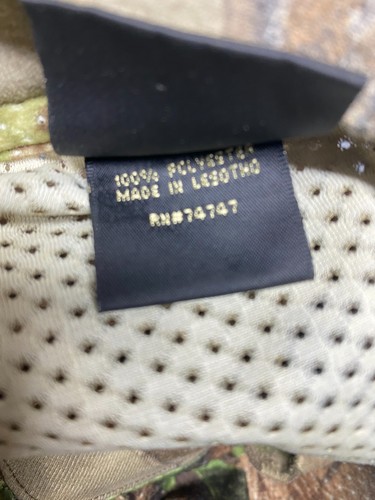 100% POLYESTER
MADE IN LESOTHO
RN#74747